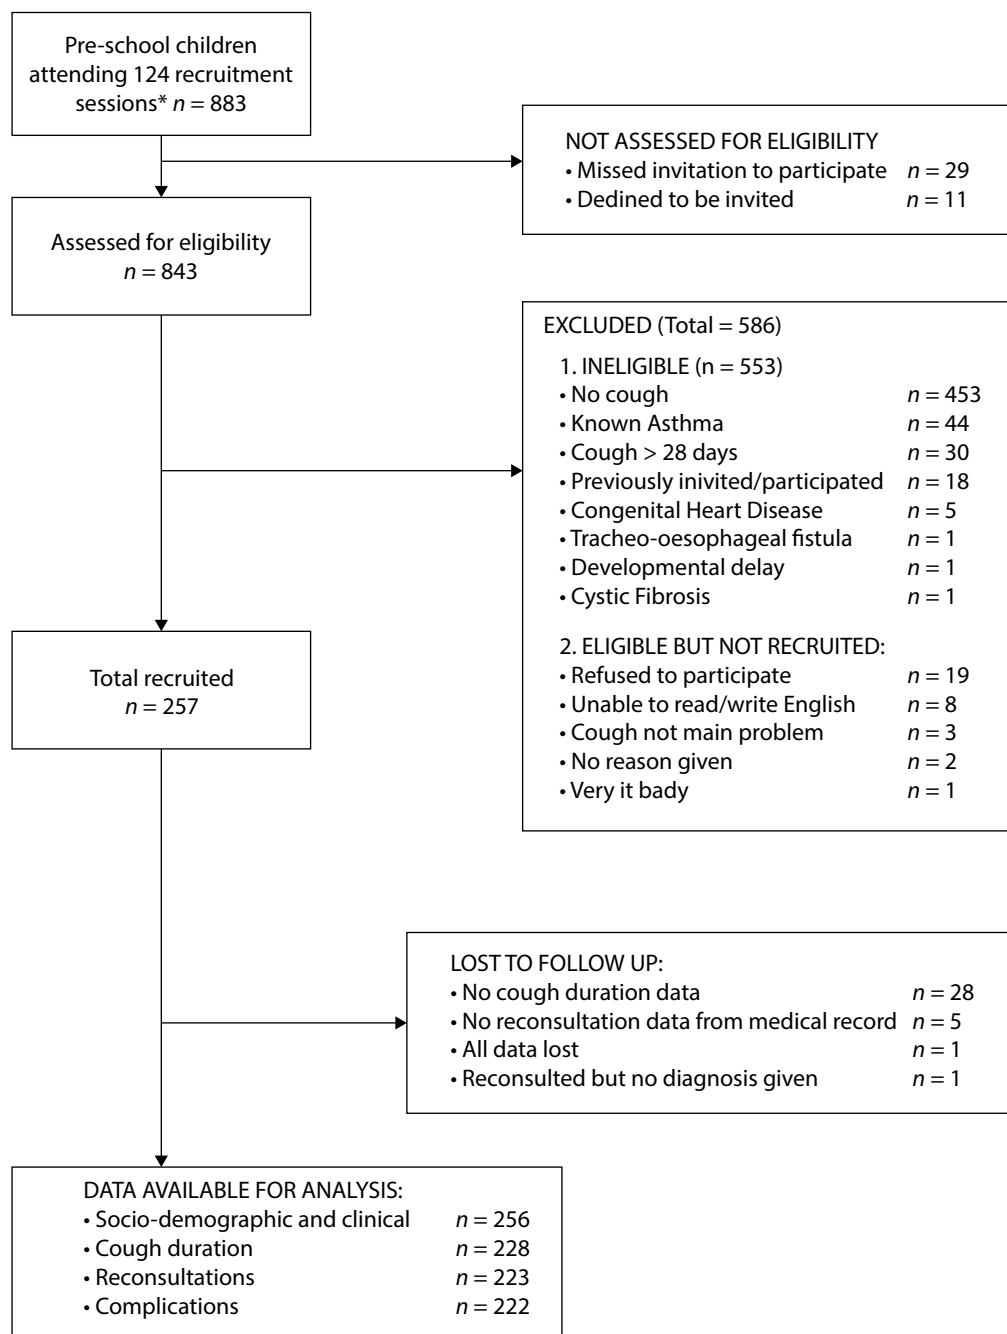 Pre-school children
attending 124 recruitment
sessions* n = 883
NOT ASSESSED FOR ELIGIBILITY
• Missed invitation to participate n = 29
• Dedined to be invited n = 11
Assessed for eligibility
n = 843
EXCLUDED (Total = 586)
1. INELIGIBLE (n = 553)
• No cough n = 453
• Known Asthma n = 44
• Cough > 28 days n = 30
• Previously inivited/participated n = 18
• Congenital Heart Disease n = 5
• Tracheo-oesophageal fistula n = 1
• Developmental delay n = 1
• Cystic Fibrosis n = 1
2. ELIGIBLE BUT NOT RECRUITED:
• Refused to participate n = 19
• Unable to read/write English n = 8
• Cough not main problem n = 3
• No reason given n = 2
• Very it bady n = 1
Total recruited
n = 257
LOST TO FOLLOW UP:
• No cough duration data n = 28
• No reconsultation data from medical record n = 5
• All data lost n = 1
• Reconsulted but no diagnosis given n = 1
DATA AVAILABLE FOR ANALYSIS:
• Socio-demographic and clinical n = 256
• Cough duration n = 228
• Reconsultations n = 223
• Complications n = 222